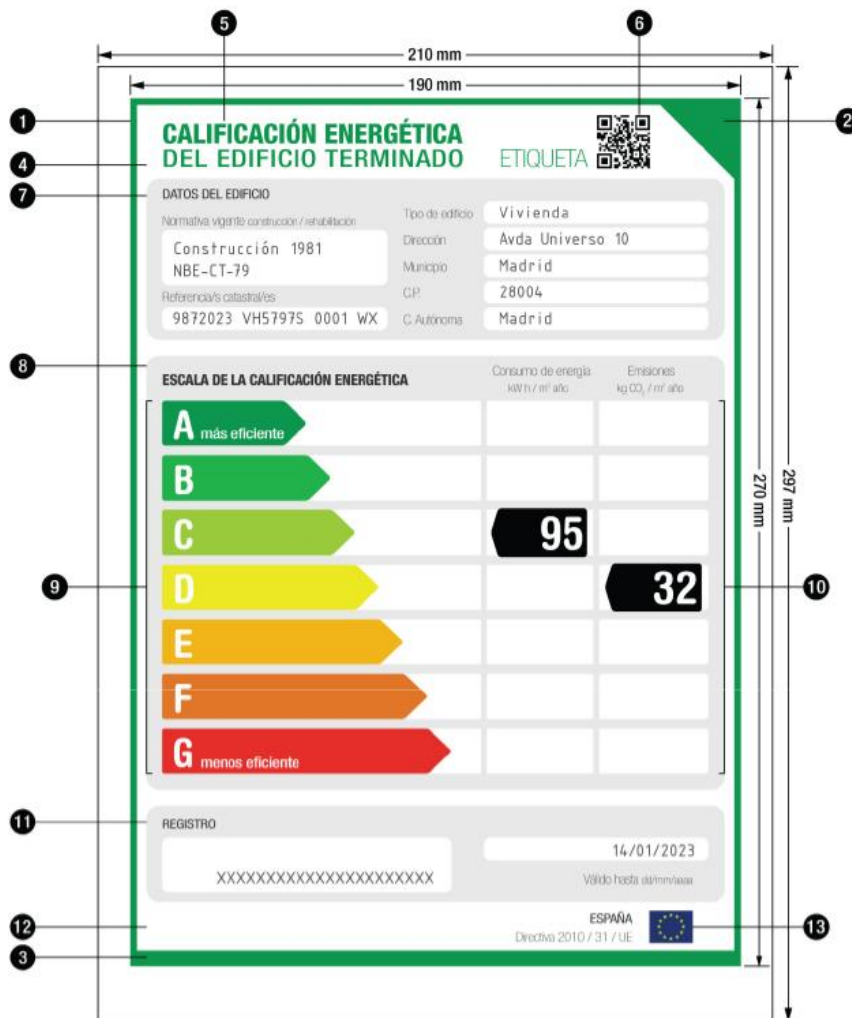 5
6
210 mm
190 mm
1
2
CALIFICACIÓN ENERGÉTICA
DEL EDIFICIO TERMINADO
ETIQUETA
4
7
DATOS DEL EDIFICIO
Normativa vigente construcción / rehabilitación
Construcción 1981
NBE-CT-79
Referencia/s catastral/es
9872023 VH5797S 0001 WX
Tipo de edificio Vivienda
Dirección Avda Universo 10
Municipio Madrid
C.P. 28004
C. Autónoma Madrid
8
ESCALA DE LA CALIFICACIÓN ENERGÉTICA
Consumo de energía
kW h / m² año
Emisiones
kg CO₂ / m² año
A más eficiente
B
C 95
D 32
E
F
G menos eficiente
9
10
270 mm
297 mm
11
REGISTRO
XXXXXXXXXXXXXXXXXXXXXX
14/01/2023
Válido hasta dd/mm/aaaa
12
ESPAÑA
Directiva 2010 / 31 / UE
13
3